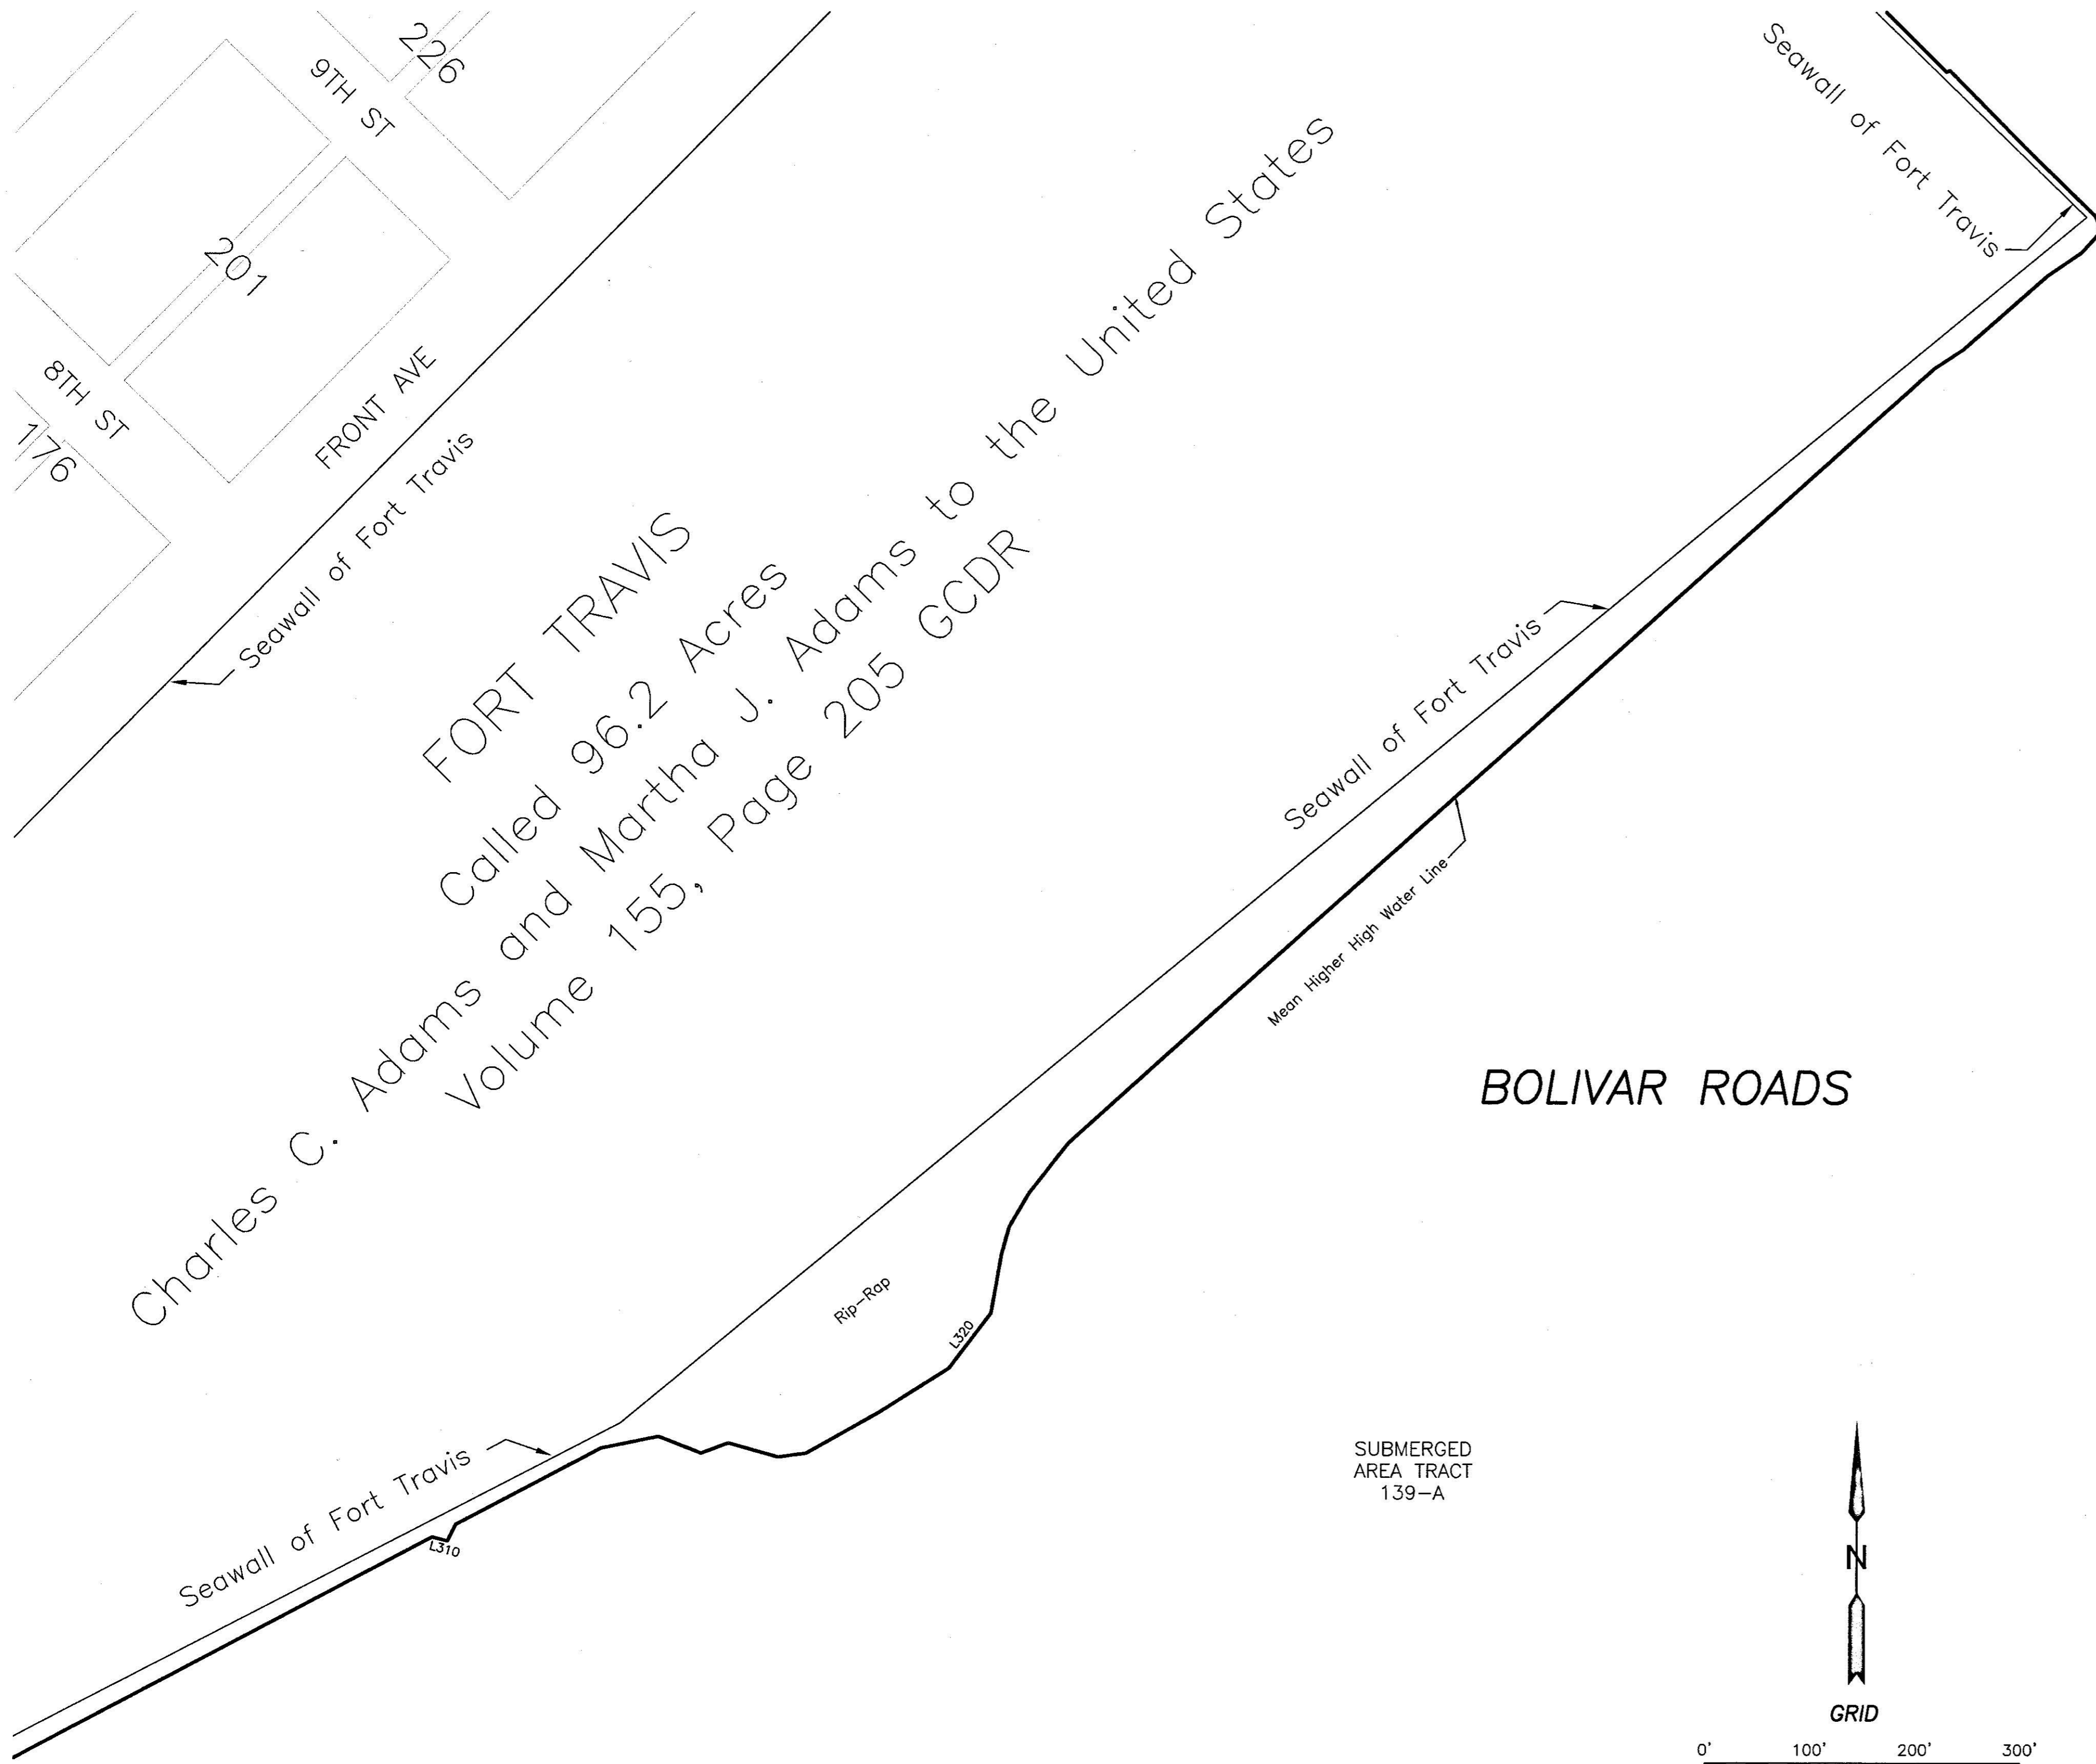 226
9TH ST
201
8TH ST
176
FRONT AVE
Seawall of Fort Travis
Seawall of Fort Travis
FORT TRAVIS
Called 96.2 Acres
Charles C. Adams and Martha J. Adams to the United States
Volume 155, Page 205 GCDR
Seawall of Fort Travis
Mean Higher High Water Line
BOLIVAR ROADS
Rip-Rap
L320
Seawall of Fort Travis
L310
SUBMERGED
AREA TRACT
139-A
N
GRID
0' 100' 200' 300'